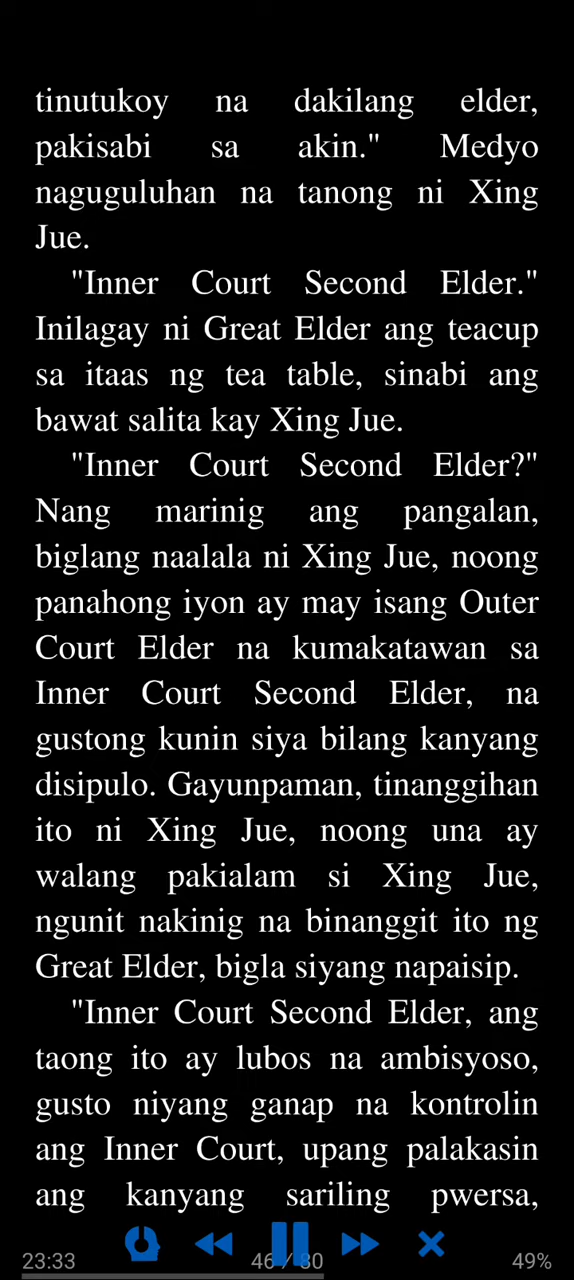 tinutukoy na dakilang elder,
pakisabi sa akin." Medyo
naguguluhan na tanong ni Xing
Jue.
"Inner Court Second Elder."
Inilagay ni Great Elder ang teacup
sa itaas ng tea table, sinabi ang
bawat salita kay Xing Jue.
"Inner Court Second Elder?"
Nang marinig ang pangalan,
biglang naalala ni Xing Jue, noong
panahong iyon ay may isang Outer
Court Elder na kumakatawan sa
Inner Court Second Elder, na
gustong kunin siya bilang kanyang
disipulo. Gayunpaman, tinanggihan
ito ni Xing Jue, noong una ay
walang pakialam si Xing Jue,
ngunit nakinig na binanggit ito ng
Great Elder, bigla siyang napaisip.
"Inner Court Second Elder, ang
taong ito ay lubos na ambisyoso,
gusto niyang ganap na kontrolin
ang Inner Court, upang palakasin
ang kanyang sariling pwersa,
23:33 46 / 80 49%